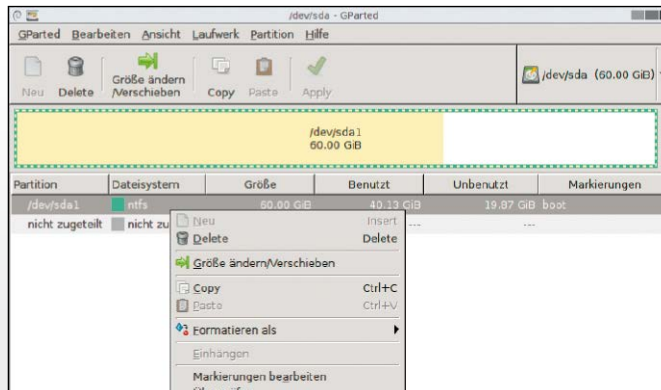 /dev/sda - GParted
GParted Bearbeiten Ansicht Laufwerk Partition Hilfe
Neu Delete Größe ändern /Verschieben Copy Paste Apply /dev/sda (60.00 GiB)
/dev/sda1
60.00 GiB
Partition Dateisystem Größe Benutzt Unbenutzt Markierungen
/dev/sda1 ntfs 60.00 GiB 40.13 GiB 19.87 GiB boot
nicht zugeteilt nicht zu --- ---
Neu Insert
Delete Delete
Größe ändern/Verschieben
Copy Ctrl+C
Paste Ctrl+V
Formatieren als
Einhängen
Markierungen bearbeiten